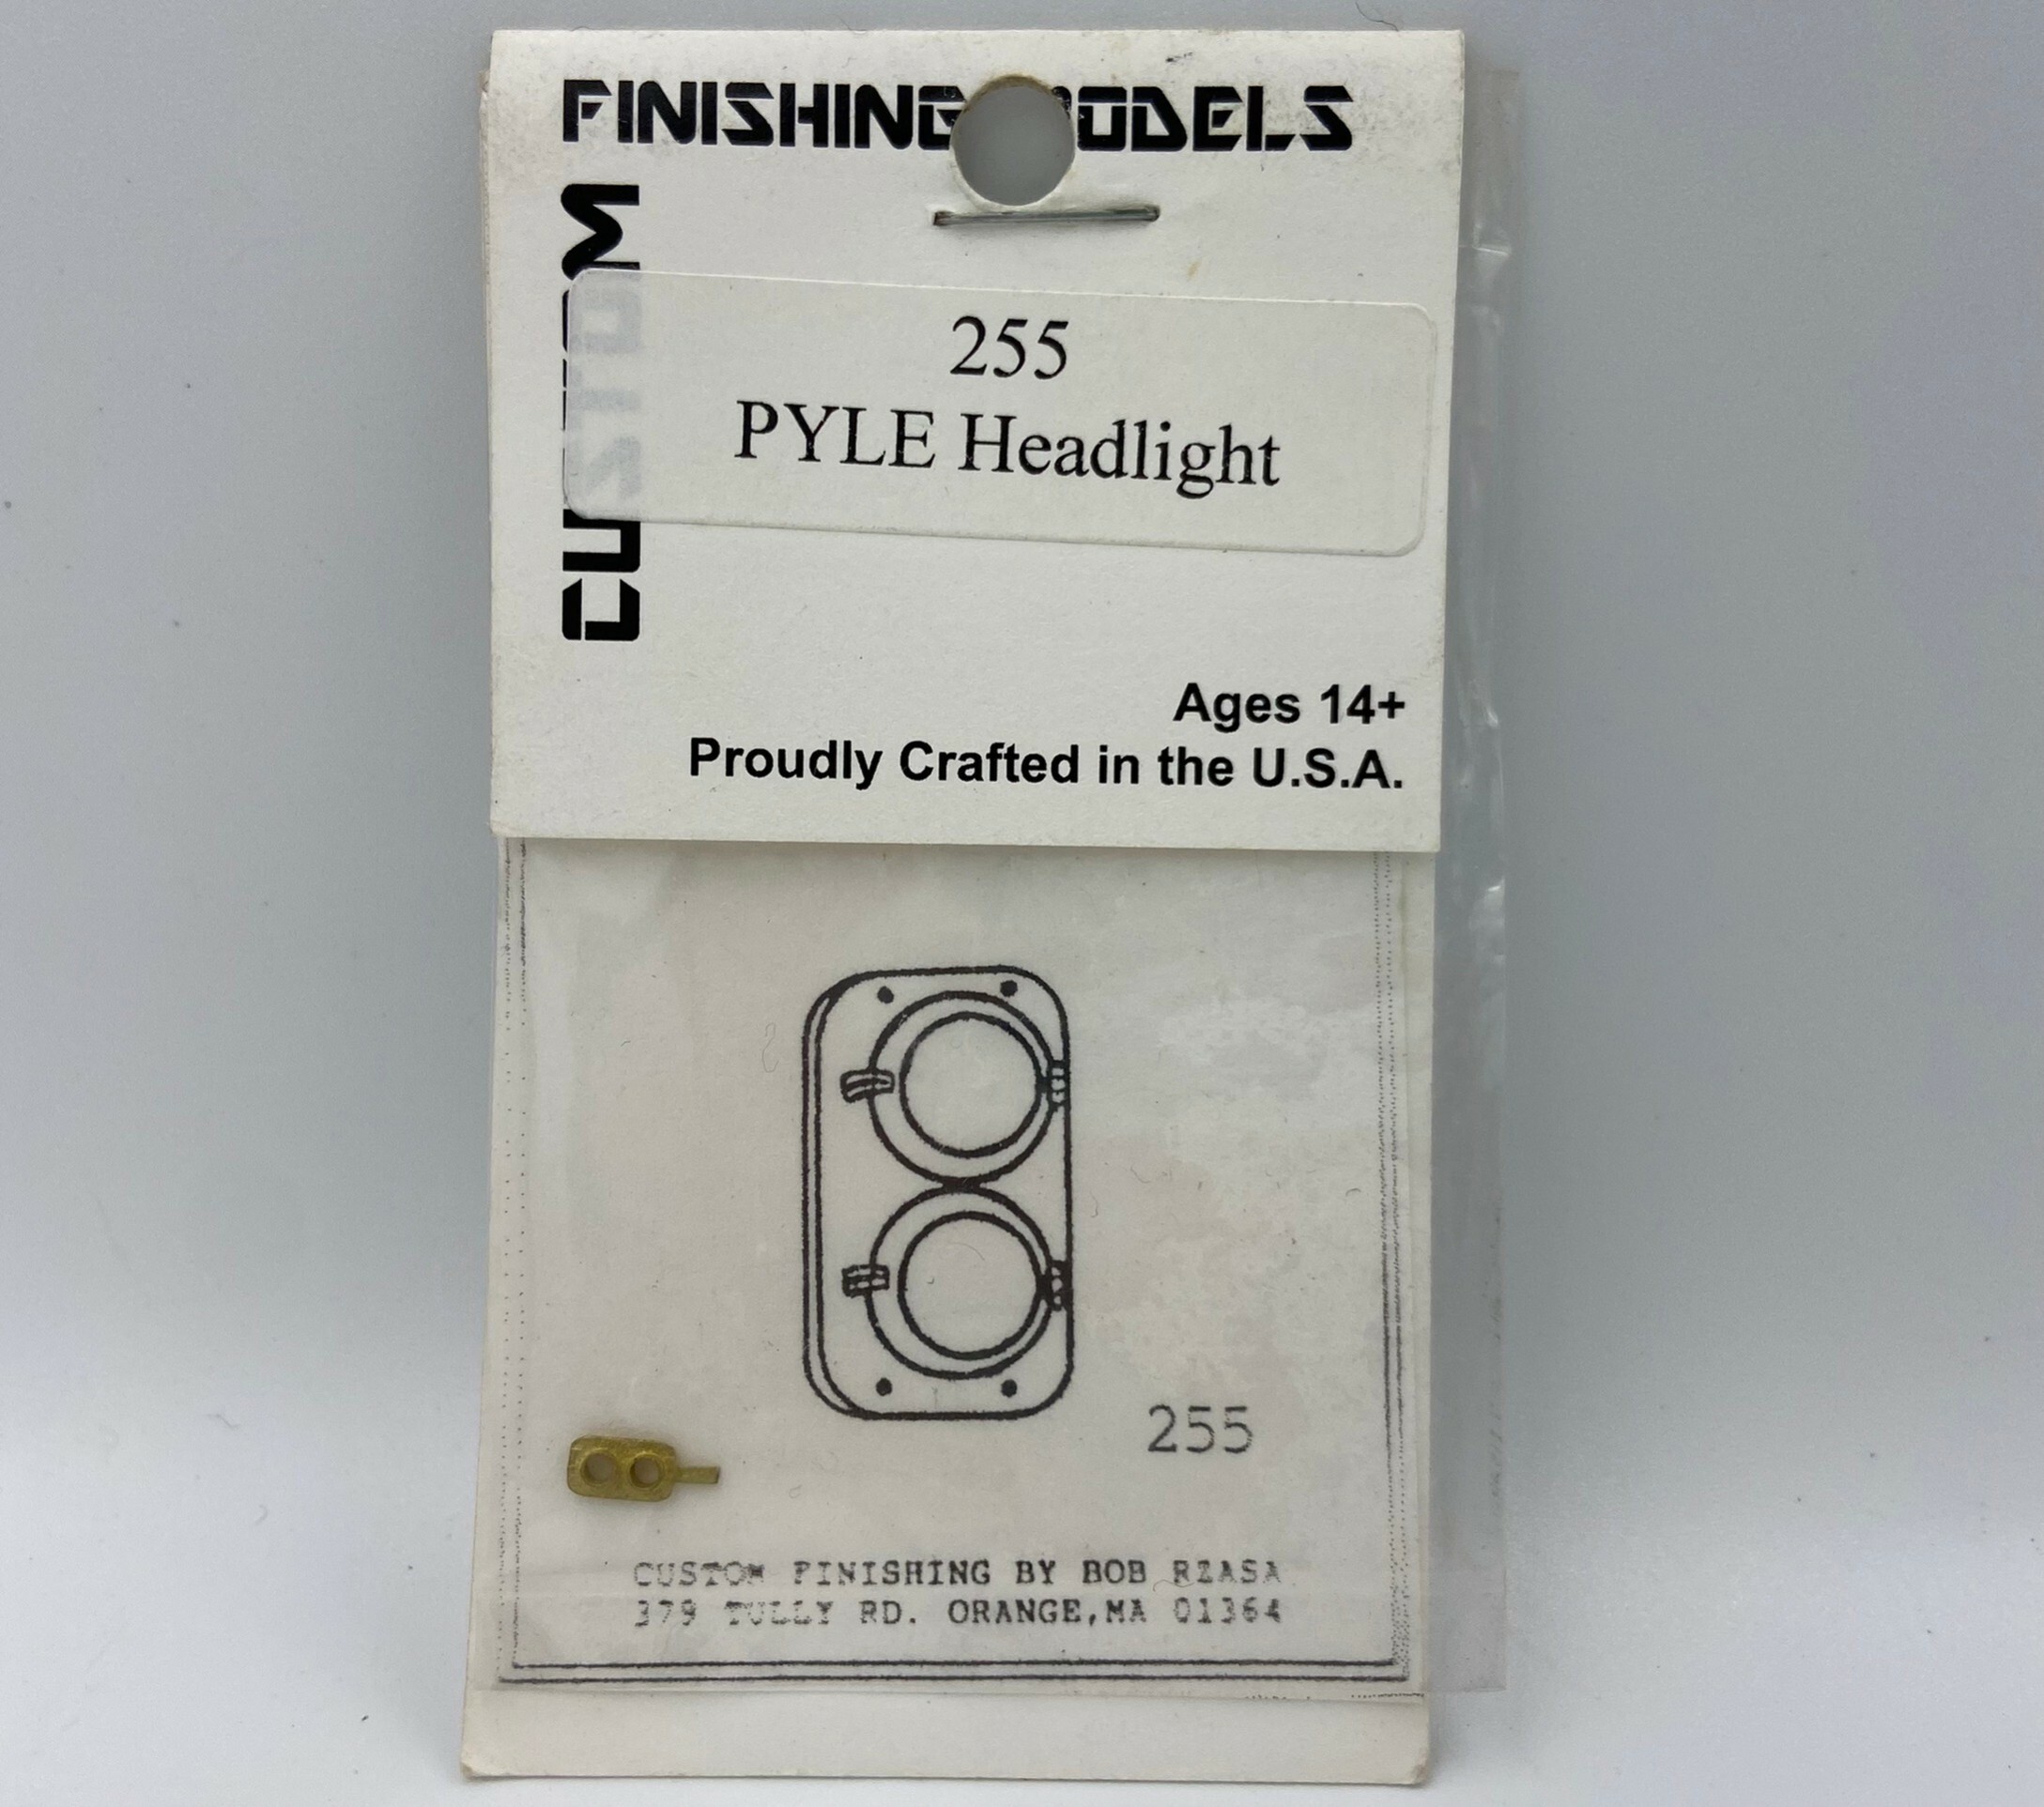 FINISHING MODELS
CUSTOM
255
PYLE Headlight
Ages 14+
Proudly Crafted in the U.S.A.
255
CUSTOM FINISHING BY BOB RZASA
379 TULLY RD. ORANGE,MA 01364